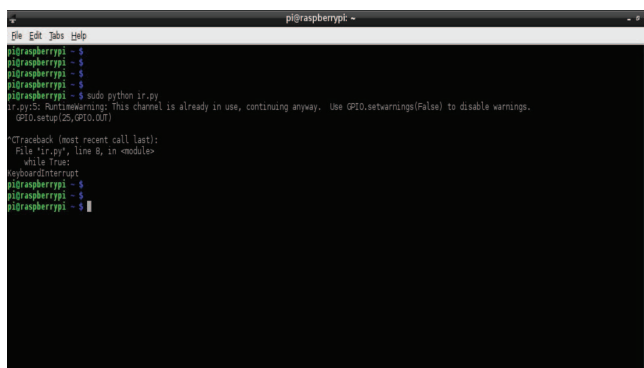 pi@raspberrypi: ~
File Edit Tabs Help
pi@raspberrypi ~ $
pi@raspberrypi ~ $
pi@raspberrypi ~ $
pi@raspberrypi ~ $
pi@raspberrypi ~ $ sudo python ir.py
ir.py:5: RuntimeWarning: This channel is already in use, continuing anyway.  Use GPIO.setwarnings(False) to disable warnings.
  GPIO.setup(25,GPIO.OUT)
^CTraceback (most recent call last):
  File "ir.py", line 8, in <module>
    while True:
KeyboardInterrupt
pi@raspberrypi ~ $
pi@raspberrypi ~ $
pi@raspberrypi ~ $